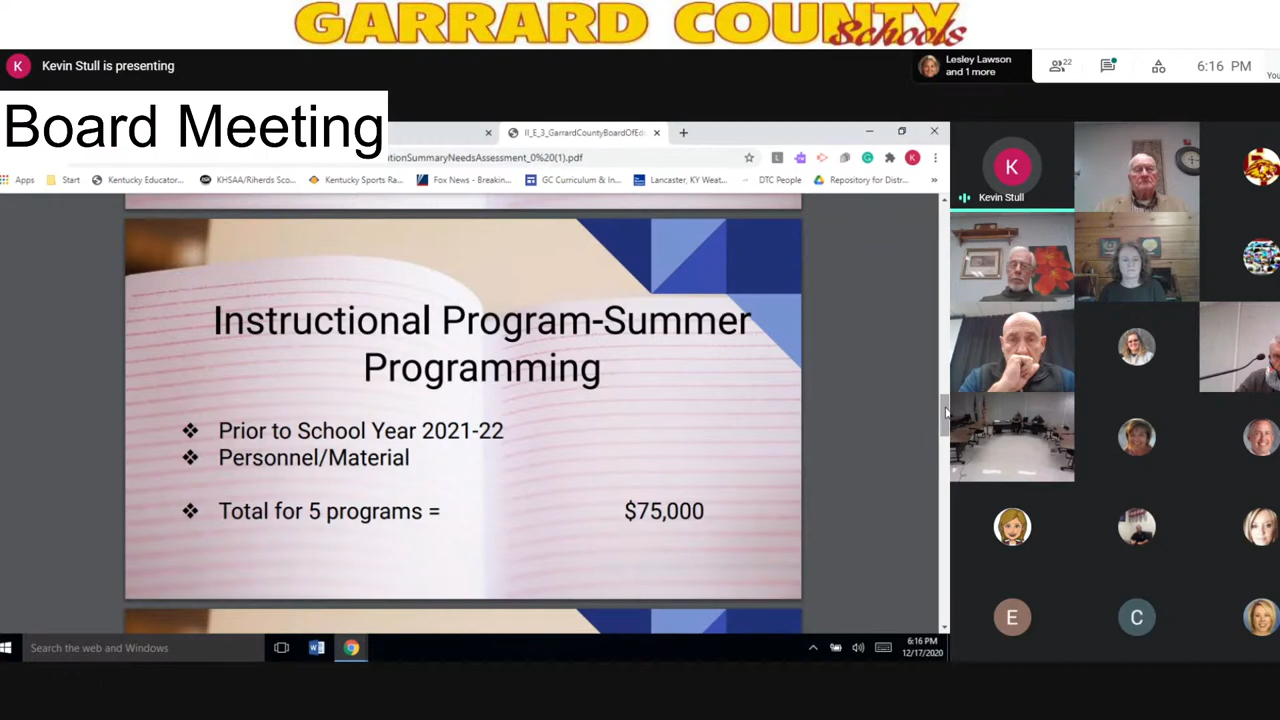 GARRARD COUNTY
Schools
K
Kevin Stull is presenting
Lesley Lawson
and 1 more
22
6:16 PM
You
Board Meeting
II_E_3_GarrardCountyBoardOfEd
tionSummaryNeedsAssessment_0%20(1).pdf
L
K
Apps
Start
Kentucky Educator...
KHSAA/Riherds Sco...
Kentucky Sports Ra...
Fox News - Breakin...
GC Curriculum & In...
Lancaster, KY Weat...
DTC People
Repository for Distr...
K
Kevin Stull
Instructional Program-Summer
Programming
❖ Prior to School Year 2021-22
❖ Personnel/Material
❖ Total for 5 programs = $75,000
E
C
Search the web and Windows
6:16 PM
12/17/2020